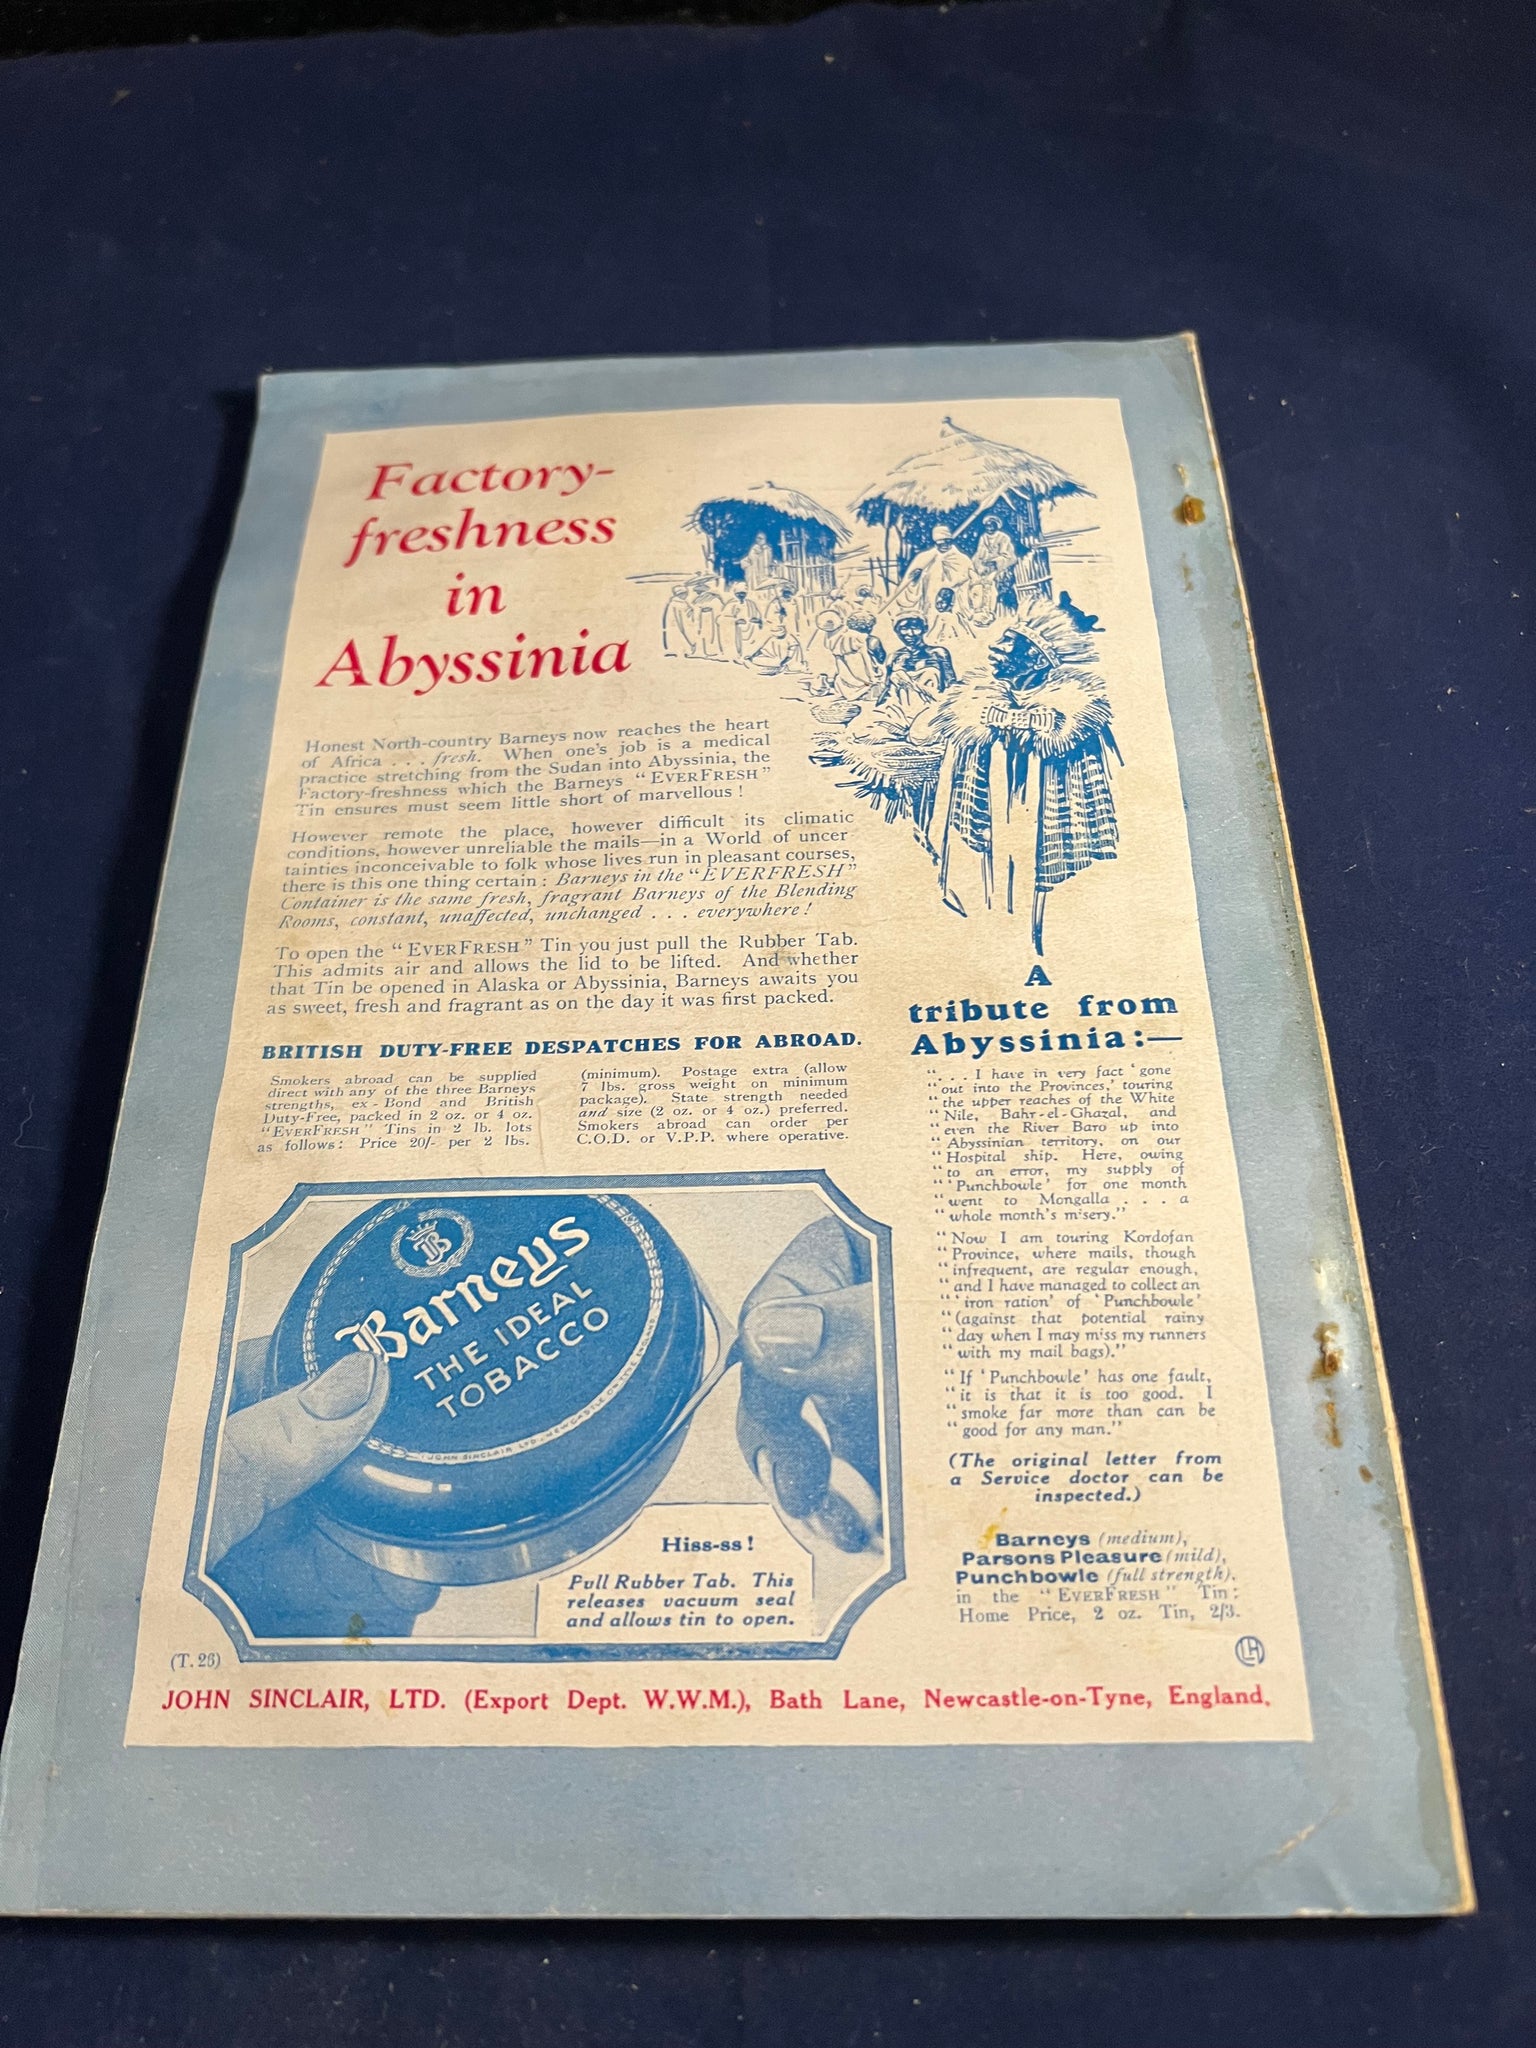 Factory-
freshness
in
Abyssinia
Honest North-country Barneys now reaches the heart
of Africa . . . fresh. When one's job is a medical
practice stretching from the Sudan into Abyssinia, the
Factory-freshness which the Barneys "EVERFRESH"
Tin ensures must seem little short of marvellous !
However remote the place, however difficult its climatic
conditions, however unreliable the mails—in a World of uncer
tainties inconceivable to folk whose lives run in pleasant courses,
there is this one thing certain : Barneys in the "EVERFRESH"
Container is the same fresh, fragrant Barneys of the Blending
Rooms, constant, unaffected, unchanged . . . everywhere !
To open the "EVERFRESH" Tin you just pull the Rubber Tab.
This admits air and allows the lid to be lifted. And whether
that Tin be opened in Alaska or Abyssinia, Barneys awaits you
as sweet, fresh and fragrant as on the day it was first packed.
BRITISH DUTY-FREE DESPATCHES FOR ABROAD.
Smokers abroad can be supplied
direct with any of the three Barneys
strengths, ex-Bond and British
Duty-Free, packed in 2 oz. or 4 oz.
"EVERFRESH" Tins in 2 lb. lots
as follows: Price 20/- per 2 lbs.
(minimum). Postage extra (allow
7 lbs. gross weight on minimum
package). State strength needed
and size (2 oz. or 4 oz.) preferred.
Smokers abroad can order per
C.O.D. or V.P.P. where operative.
B
Barneys
THE IDEAL
TOBACCO
JOHN SINCLAIR LTD. NEWCASTLE ON TYNE ENGLAND
Hiss-ss !
Pull Rubber Tab. This
releases vacuum seal
and allows tin to open.
(T. 26)
A
tribute from
Abyssinia:—
". . . I have in very fact 'gone
"out into the Provinces,' touring
"the upper reaches of the White
"Nile, Bahr-el-Ghazal, and
"even the River Baro up into
"Abyssinian territory, on our
"Hospital ship. Here, owing
"to an error, my supply of
"'Punchbowle' for one month
"went to Mongalla . . . a
"whole month's misery."
"Now I am touring Kordofan
"Province, where mails, though
"infrequent, are regular enough,
"and I have managed to collect an
"'iron ration' of 'Punchbowle'
"(against that potential rainy
"day when I may miss my runners
"with my mail bags)."
"If 'Punchbowle' has one fault,
"it is that it is too good. I
"smoke far more than can be
"good for any man."
(The original letter from
a Service doctor can be
inspected.)
Barneys (medium),
Parsons Pleasure (mild),
Punchbowle (full strength).
in the "EVERFRESH" Tin:
Home Price, 2 oz. Tin, 2/3.
LH
JOHN SINCLAIR, LTD. (Export Dept. W.W.M.), Bath Lane, Newcastle-on-Tyne, England.